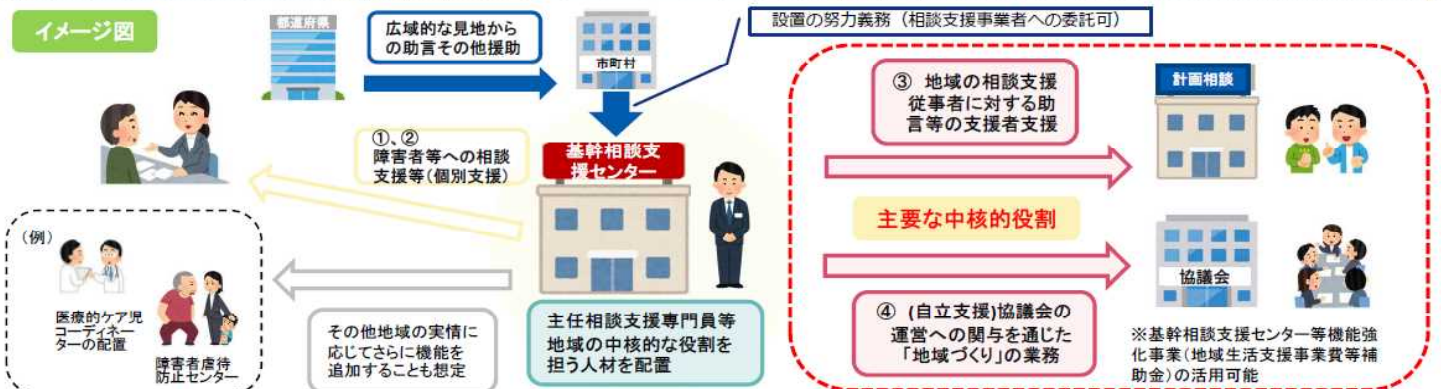 イメージ図
都道府県
広域的な見地から
の助言その他援助
市町村
設置の努力義務（相談支援事業者への委託可）
①、②
障害者等への相談
支援等(個別支援)
基幹相談支
援センター
主任相談支援専門員等
地域の中核的な役割を
担う人材を配置
（例）
医療的ケア児
コーディネー
ターの配置
障害者虐待
防止センター
その他地域の実情に
応じてさらに機能を
追加することも想定
③ 地域の相談支援
従事者に対する助
言等の支援者支援
計画相談
主要な中核的役割
④ (自立支援)協議会の
運営への関与を通じた
「地域づくり」の業務
協議会
※基幹相談支援センター等機能強
化事業(地域生活支援事業費等補
助金)の活用可能